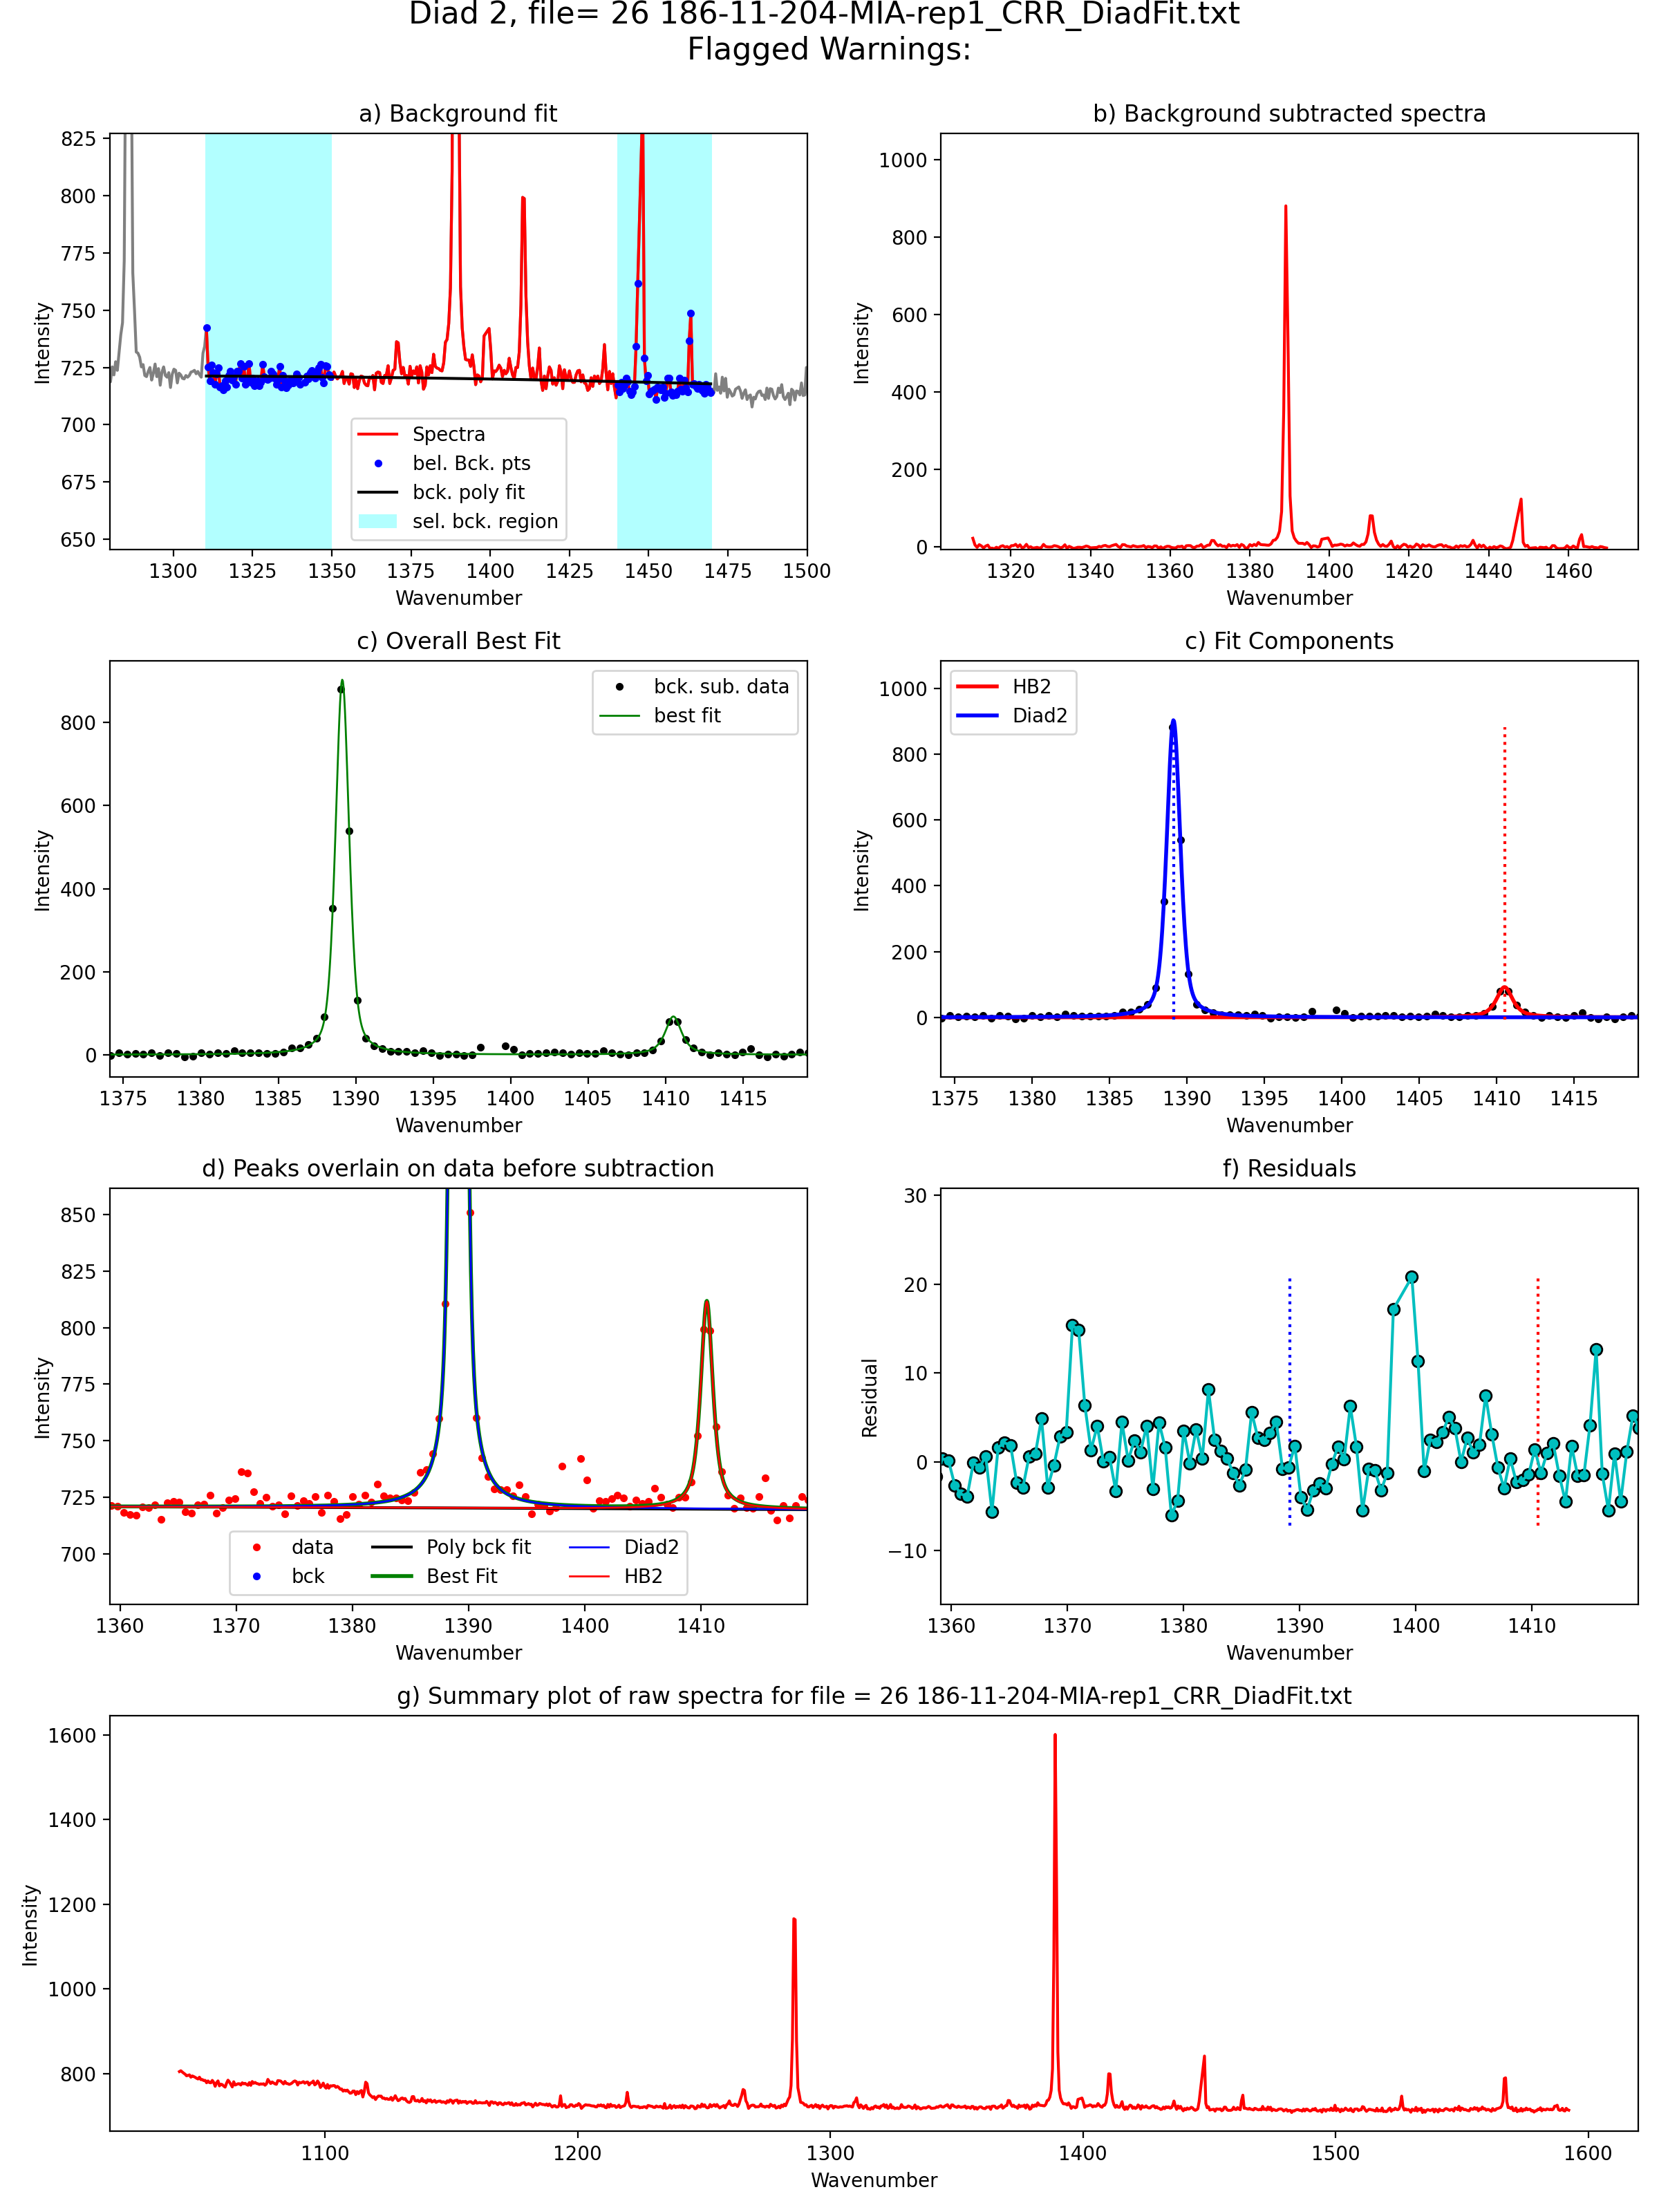 Diad 2, file= 26 186-11-204-MIA-rep1_CRR_DiadFit.txt
Flagged Warnings:
a) Background fit
Intensity
825
800
775
750
725
700
675
650
Spectra
bel. Bck. pts
bck. poly fit
sel. bck. region
1300 1325 1350 1375 1400 1425 1450 1475 1500
Wavenumber
b) Background subtracted spectra
Intensity
1000
800
600
400
200
0
1320 1340 1360 1380 1400 1420 1440 1460
Wavenumber
c) Overall Best Fit
Intensity
800
600
400
200
0
bck. sub. data
best fit
1375 1380 1385 1390 1395 1400 1405 1410 1415
Wavenumber
c) Fit Components
Intensity
1000
800
600
400
200
0
HB2
Diad2
1375 1380 1385 1390 1395 1400 1405 1410 1415
Wavenumber
d) Peaks overlain on data before subtraction
Intensity
850
825
800
775
750
725
700
data Poly bck fit Diad2
bck Best Fit HB2
1360 1370 1380 1390 1400 1410
Wavenumber
f) Residuals
Residual
30
20
10
0
−10
1360 1370 1380 1390 1400 1410
Wavenumber
g) Summary plot of raw spectra for file = 26 186-11-204-MIA-rep1_CRR_DiadFit.txt
Intensity
1600
1400
1200
1000
800
1100 1200 1300 1400 1500 1600
Wavenumber